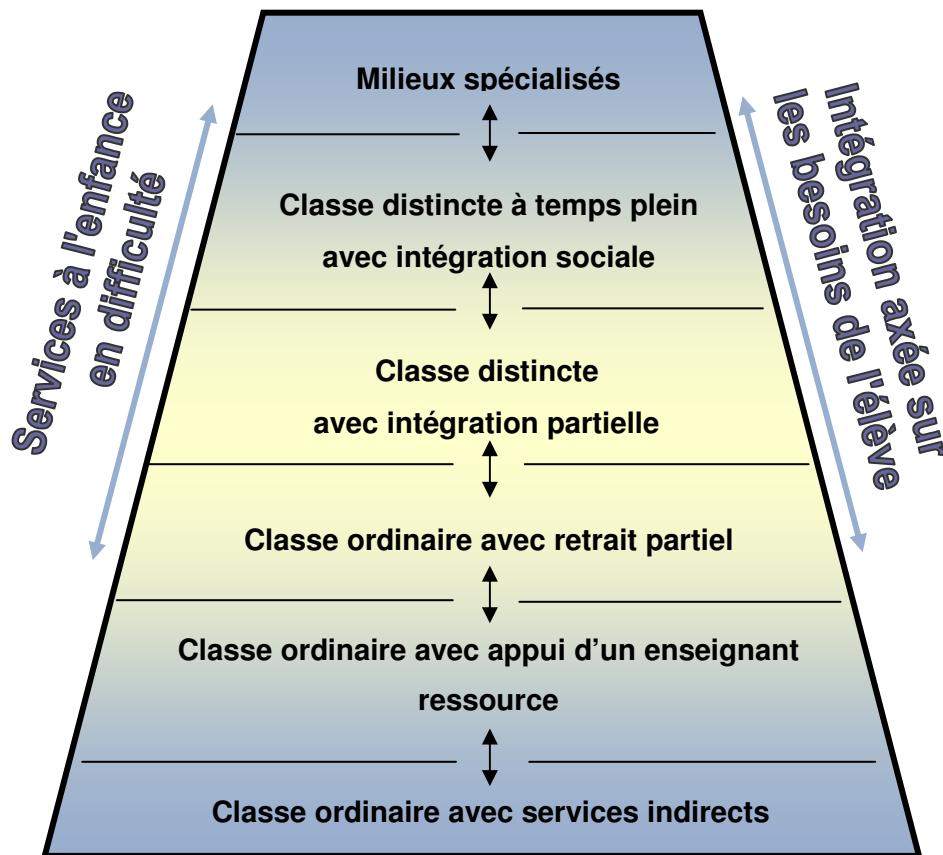 Services à l'enfance
en difficulté
Milieux spécialisés
Classe distincte à temps plein
avec intégration sociale
Classe distincte
avec intégration partielle
Classe ordinaire avec retrait partiel
Classe ordinaire avec appui d’un enseignant
ressource
Classe ordinaire avec services indirects
Intégration axée sur
les besoins de l'élève